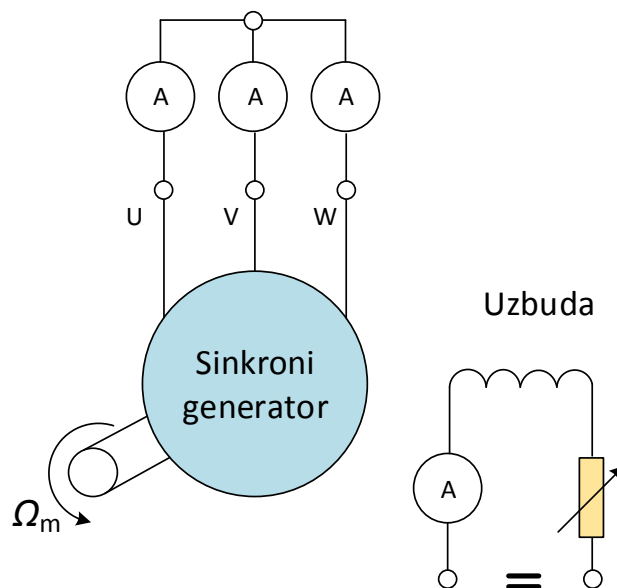 A A A
U V W
Uzbuda
Sinkroni
generator
A
Ωm
=